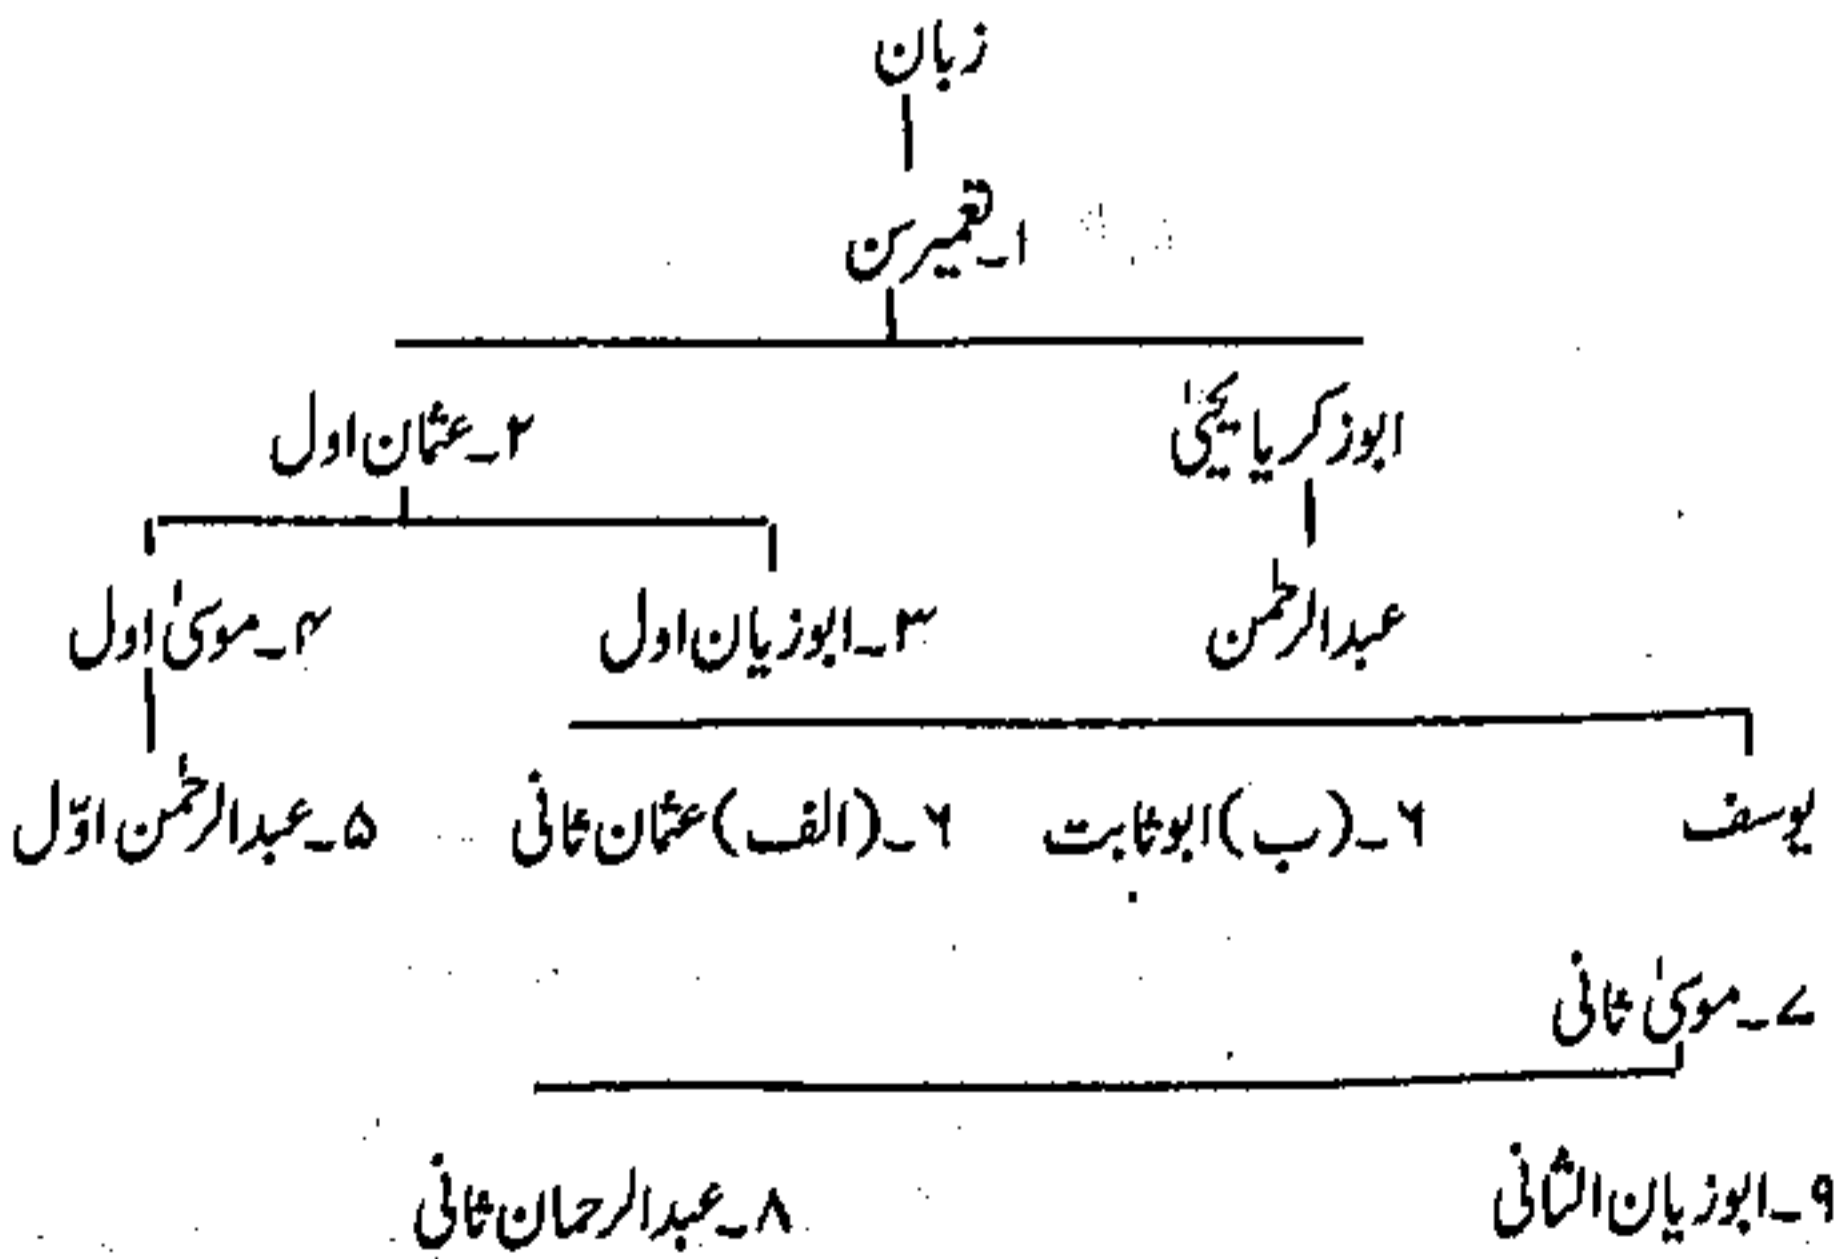 زبان
۱۔تغمیرسن
ابوزکریا یحییٰ ۲۔عثمان اول
عبدالرحمٰن ۳۔ابوزیان اول ۴۔موسیٰ اول
یوسف ۶۔(ب)ابوثابت ۶۔(الف)عثمان ثانی ۵۔عبدالرحمٰن اوّل
۷۔موسیٰ ثانی
۹۔ابوزیان الثانی ۸۔عبدالرحمان ثانی